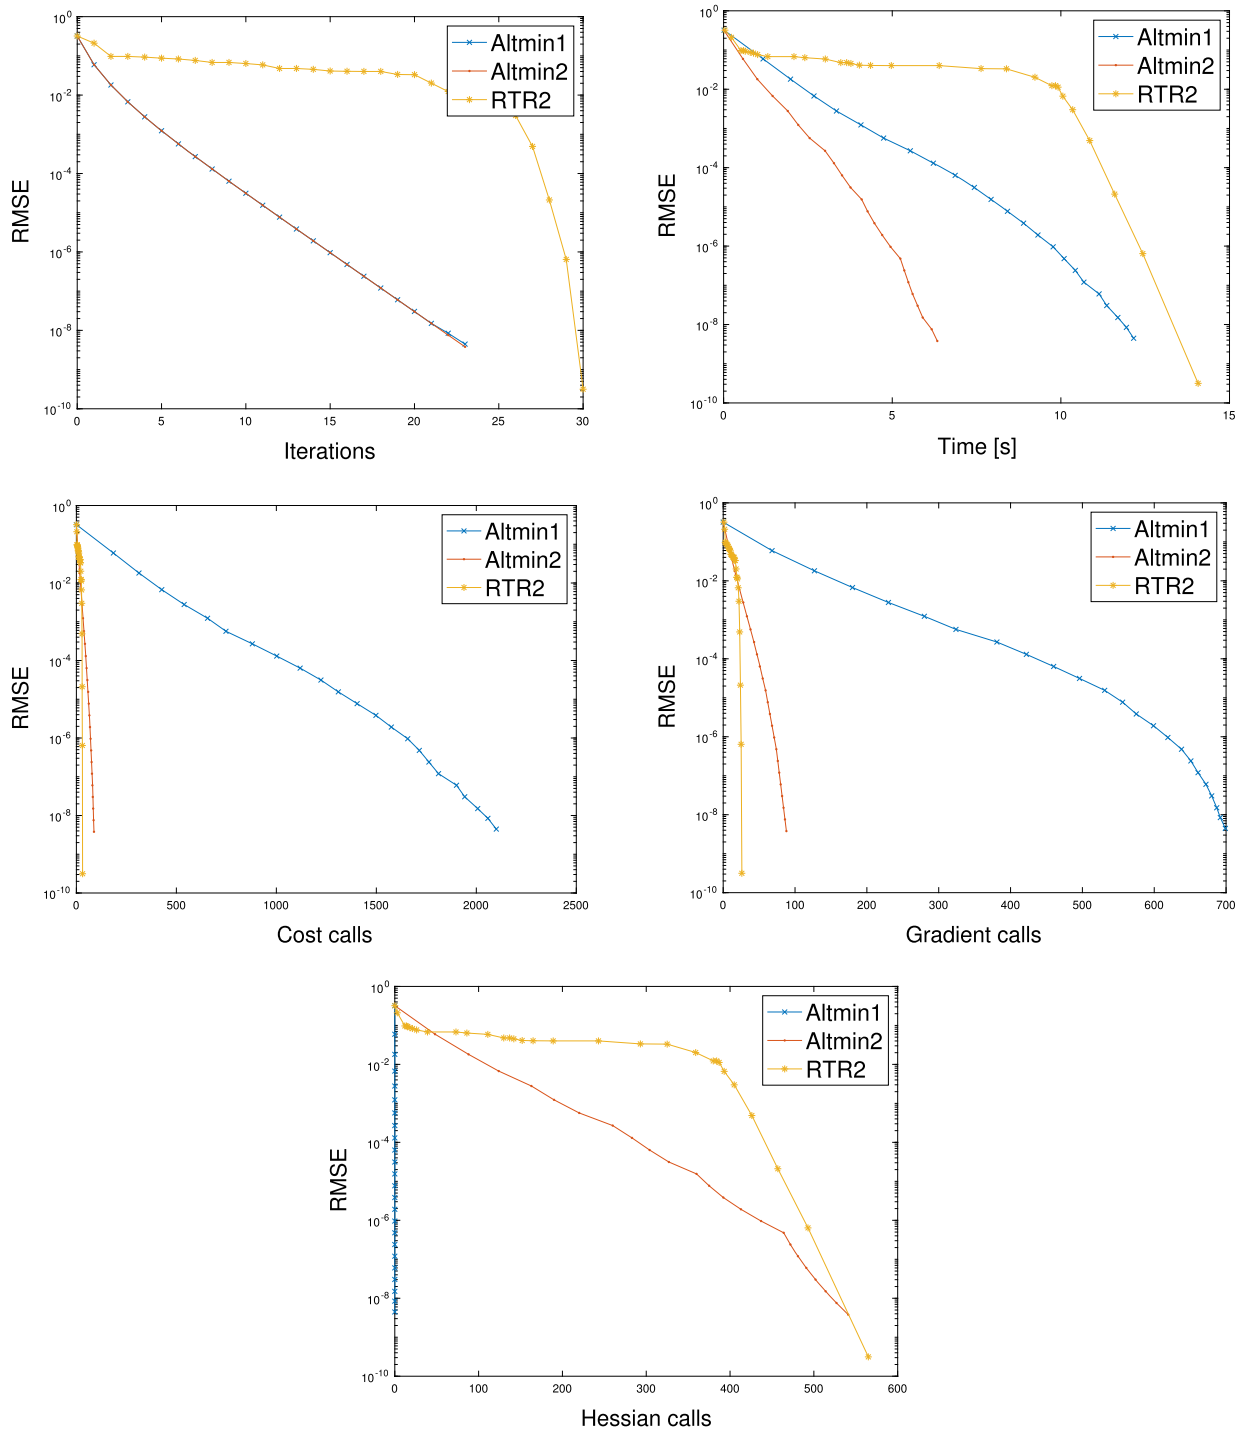 10^0
10^-2
10^-4
10^-6
10^-8
10^-10
RMSE
0 5 10 15 20 25 30
Iterations
Altmin1
Altmin2
RTR2
10^0
10^-2
10^-4
10^-6
10^-8
10^-10
RMSE
0 5 10 15
Time [s]
Altmin1
Altmin2
RTR2
10^0
10^-2
10^-4
10^-6
10^-8
10^-10
RMSE
0 500 1000 1500 2000 2500
Cost calls
Altmin1
Altmin2
RTR2
10^0
10^-2
10^-4
10^-6
10^-8
10^-10
RMSE
0 100 200 300 400 500 600 700
Gradient calls
Altmin1
Altmin2
RTR2
10^0
10^-2
10^-4
10^-6
10^-8
10^-10
RMSE
0 100 200 300 400 500 600
Hessian calls
Altmin1
Altmin2
RTR2